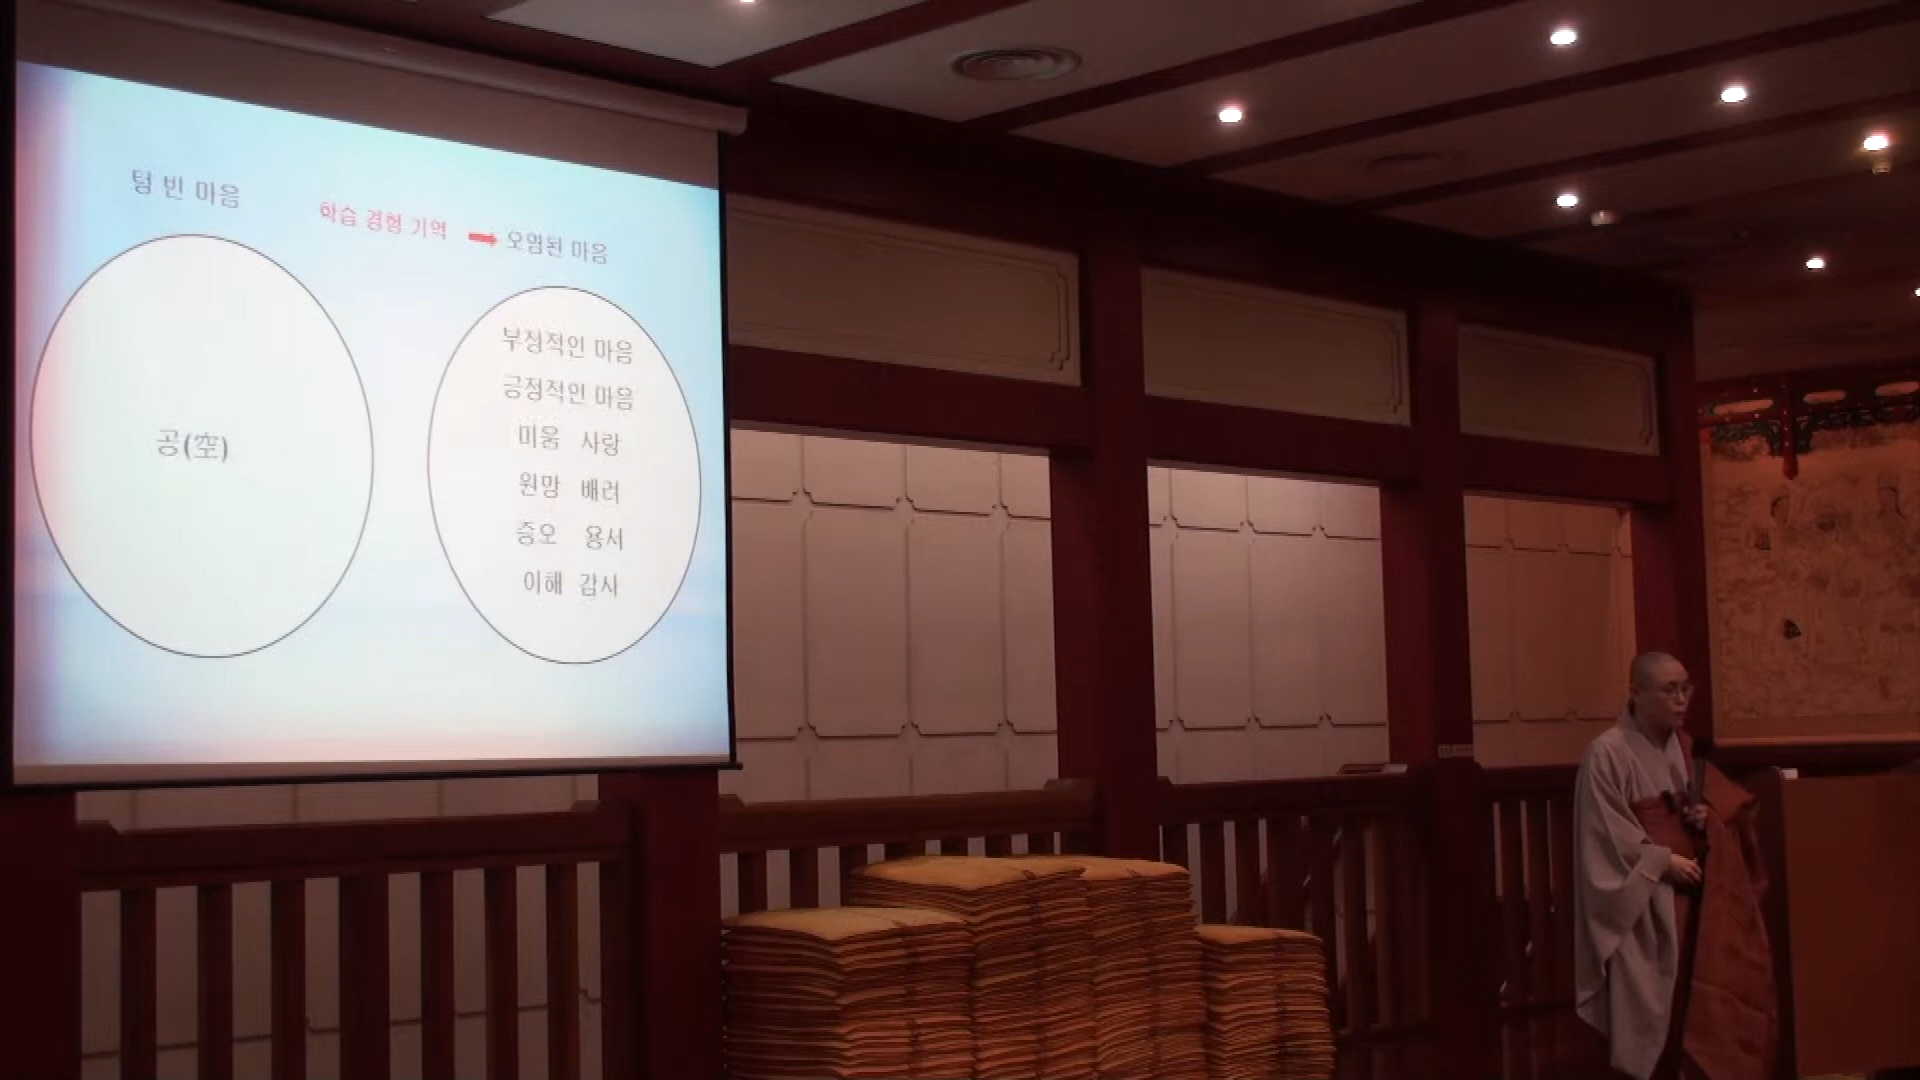 텅 빈 마음
학습 경험 기억 ➡ 오염된 마음
공(空)
부정적인 마음
긍정적인 마음
미움 사랑
원망 배려
증오 용서
이해 감사